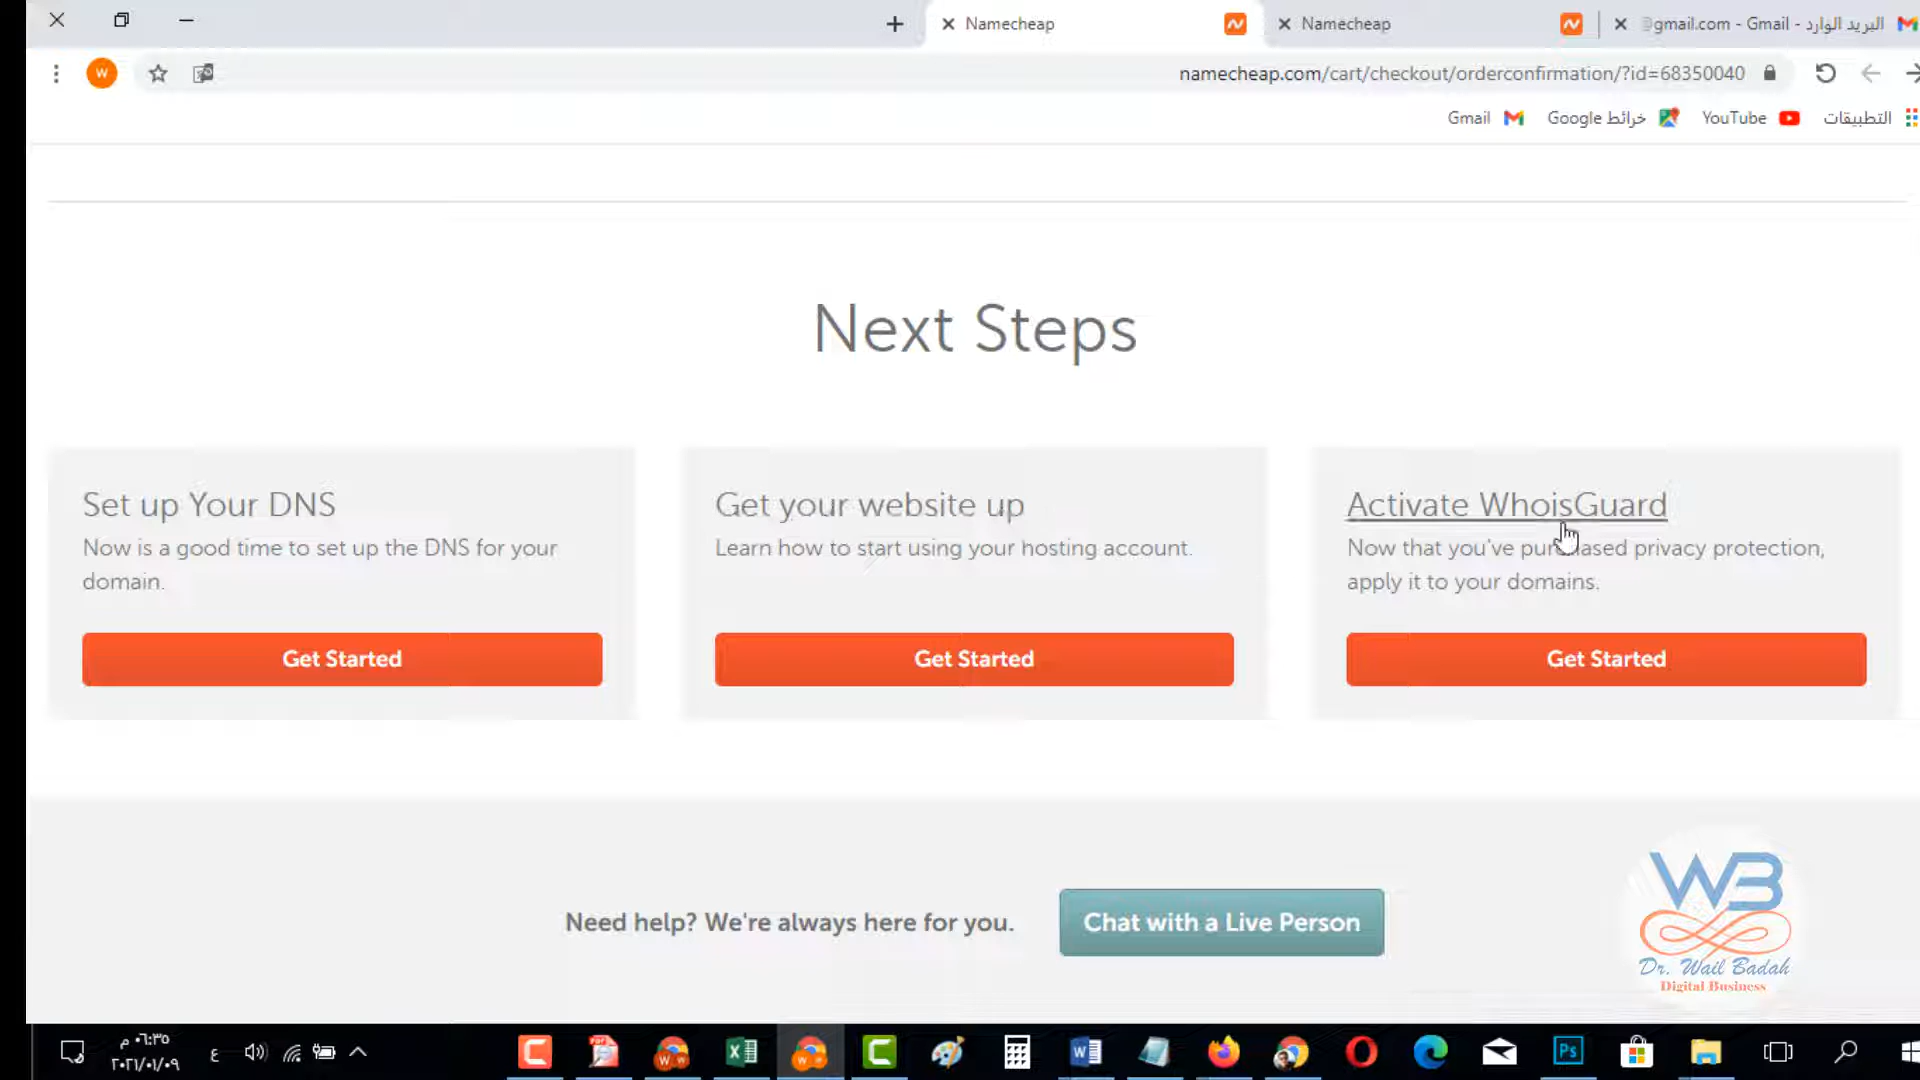 Namecheap
Namecheap
@gmail.com - Gmail - البريد الوارد
W
namecheap.com/cart/checkout/orderconfirmation/?id=68350040
Gmail
خرائط Google
YouTube
التطبيقات
Next Steps
Set up Your DNS
Now is a good time to set up the DNS for your
domain.
Get Started
Get your website up
Learn how to start using your hosting account.
Get Started
Activate WhoisGuard
Now that you've purchased privacy protection,
apply it to your domains.
Get Started
Need help? We're always here for you.
Chat with a Live Person
WB
Dr. Wail Badah
Digital Business
٠٦:٣٥ م
٢٠٢١/٠١/٠٩
ع